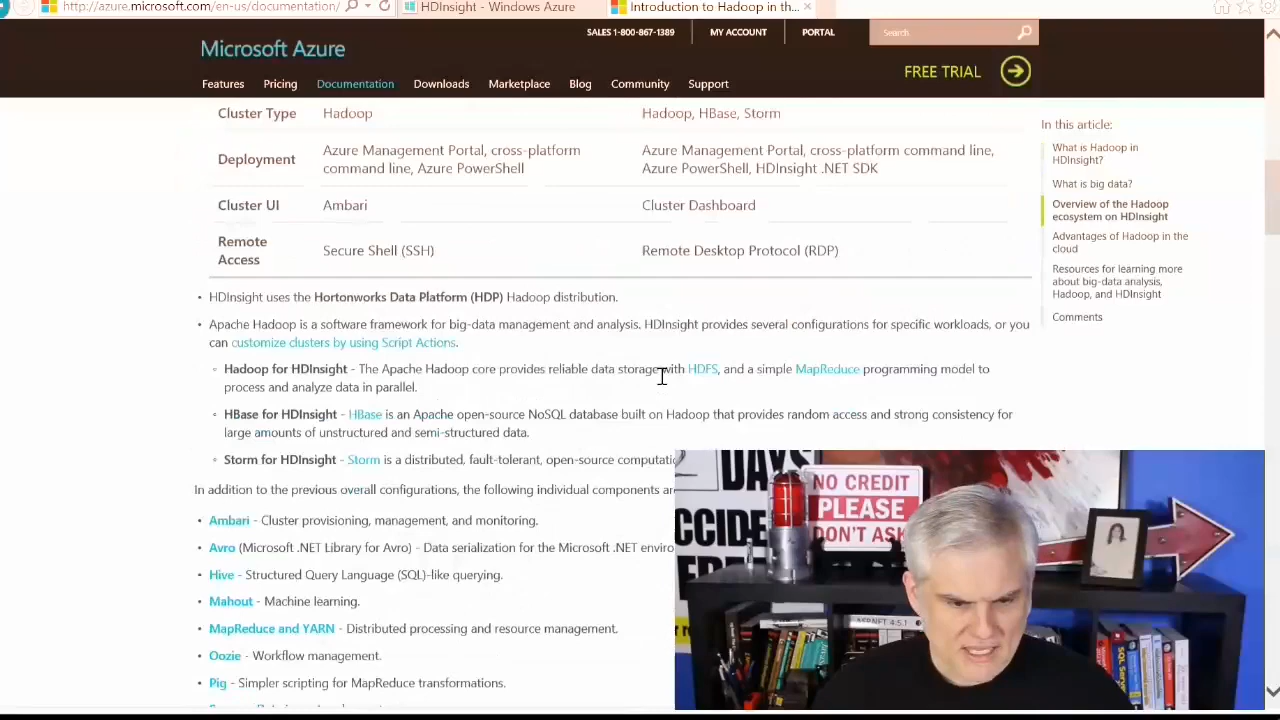 http://azure.microsoft.com/en-us/documentation/
HDInsight - Windows Azure
Introduction to Hadoop in th...
SALES 1-800-867-1389
MY ACCOUNT
PORTAL
Search
Microsoft Azure
FREE TRIAL
Features Pricing Documentation Downloads Marketplace Blog Community Support
Cluster Type Hadoop Hadoop, HBase, Storm
Deployment Azure Management Portal, cross-platform command line, Azure PowerShell
Azure Management Portal, cross-platform command line,
Azure PowerShell, HDInsight .NET SDK
Cluster UI Ambari Cluster Dashboard
Remote Access Secure Shell (SSH) Remote Desktop Protocol (RDP)
In this article:
What is Hadoop in
HDInsight?
What is big data?
Overview of the Hadoop
ecosystem on HDInsight
Advantages of Hadoop in the
cloud
Resources for learning more
about big-data analysis,
Hadoop, and HDInsight
Comments
• HDInsight uses the Hortonworks Data Platform (HDP) Hadoop distribution.
• Apache Hadoop is a software framework for big-data management and analysis. HDInsight provides several configurations for specific workloads, or you
can customize clusters by using Script Actions.
◦ Hadoop for HDInsight - The Apache Hadoop core provides reliable data storage with HDFS, and a simple MapReduce programming model to
process and analyze data in parallel.
◦ HBase for HDInsight - HBase is an Apache open-source NoSQL database built on Hadoop that provides random access and strong consistency for
large amounts of unstructured and semi-structured data.
◦ Storm for HDInsight - Storm is a distributed, fault-tolerant, open-source
In addition to the previous overall configurations, the following individual components
• Ambari - Cluster provisioning, management, and monitoring.
• Avro (Microsoft .NET Library for Avro) - Data serialization for the Microsoft .NET
• Hive - Structured Query Language (SQL)-like querying.
• Mahout - Machine learning.
• MapReduce and YARN - Distributed processing and resource management.
• Oozie - Workflow management.
• Pig - Simpler scripting for MapReduce transformations.
DAYS
NO CREDIT
PLEASE
DON'T ASK
ASP.NET 4.5.1
SQL